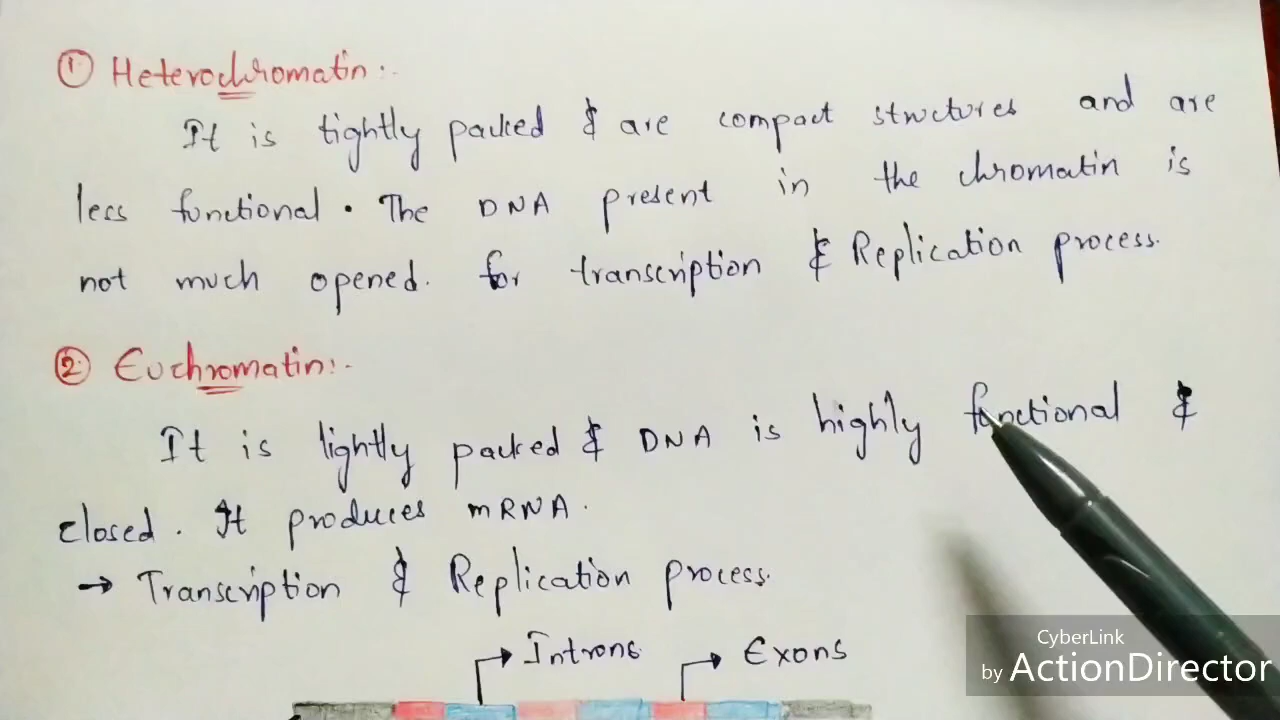 ① Heterochromatin:-
It is tightly packed & are compact structures and are
less functional. The DNA present in the chromatin is
not much opened. for transcription & Replication process.
② Euchromatin:-
It is lightly packed & DNA is highly functional &
closed. It produces mRNA.
→ Transcription & Replication process.
→ Introns → Exons
CyberLink
by ActionDirector